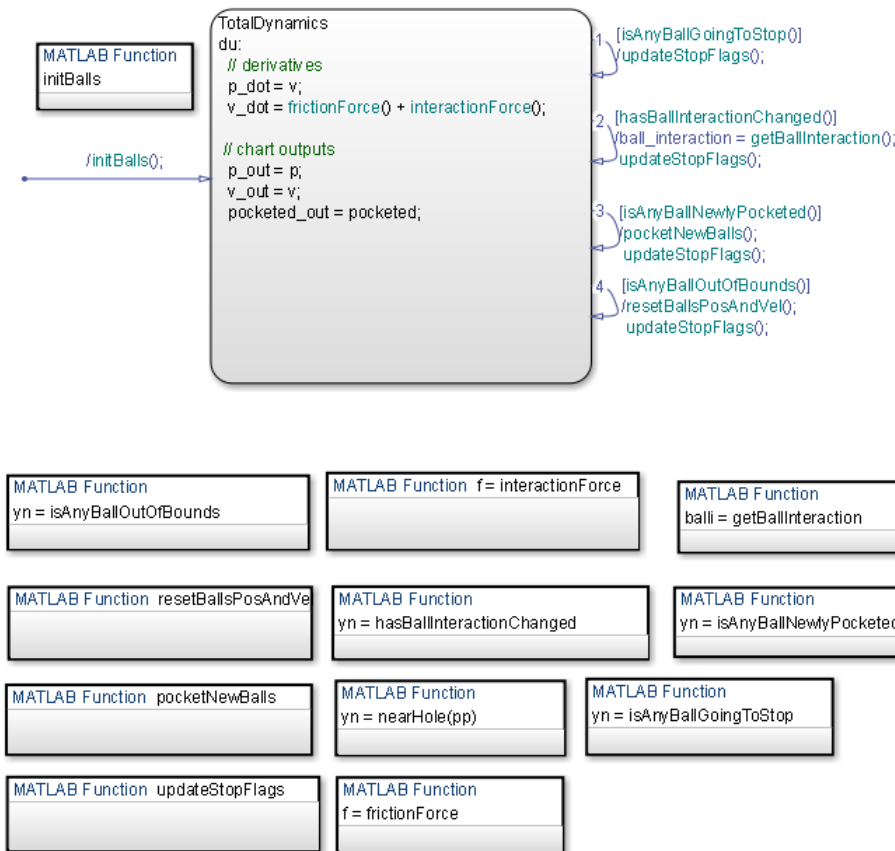 TotalDynamics
du:
// derivatives
p_dot = v;
v_dot = frictionForce() + interactionForce();
// chart outputs
p_out = p;
v_out = v;
pocketed_out = pocketed;
MATLAB Function
initBalls
/initBalls();
1
[isAnyBallGoingToStop()]
/updateStopFlags();
2
[hasBallInteractionChanged()]
/ball_interaction = getBallInteraction();
updateStopFlags();
3
[isAnyBallNewlyPocketed()]
/pocketNewBalls();
updateStopFlags();
4
[isAnyBallOutOfBounds()]
/resetBallsPosAndVel();
updateStopFlags();
MATLAB Function
yn = isAnyBallOutOfBounds
MATLAB Function f = interactionForce
MATLAB Function
balli = getBallInteraction
MATLAB Function resetBallsPosAndVe
MATLAB Function
yn = hasBallInteractionChanged
MATLAB Function
yn = isAnyBallNewlyPocketed
MATLAB Function pocketNewBalls
MATLAB Function
yn = nearHole(pp)
MATLAB Function
yn = isAnyBallGoingToStop
MATLAB Function updateStopFlags
MATLAB Function
f = frictionForce